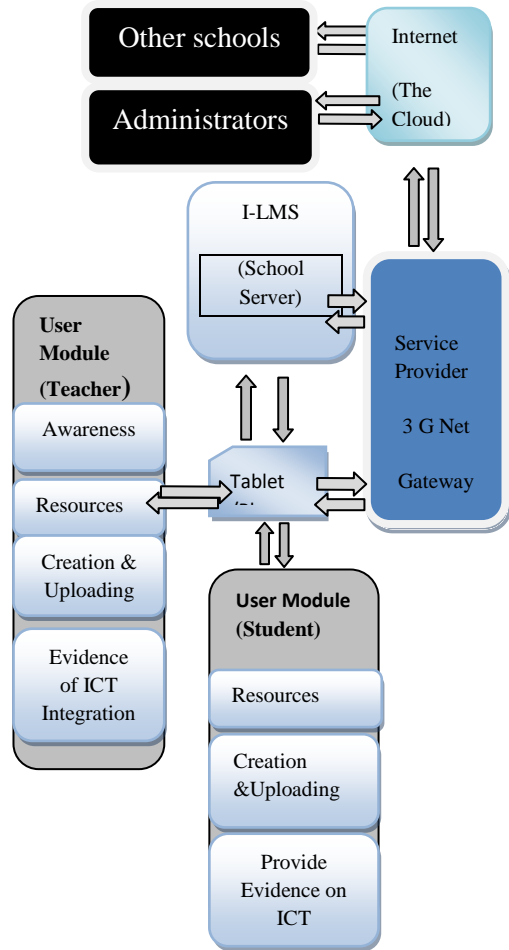 Other schools
Administrators
Internet
(The
Cloud)
I-LMS
(School
Server)
Service
Provider
3 G Net
Gateway
User
Module
(Teacher)
Awareness
Resources
Creation &
Uploading
Evidence
of ICT
Integration
Tablet
User Module
(Student)
Resources
Creation
&Uploading
Provide
Evidence on
ICT